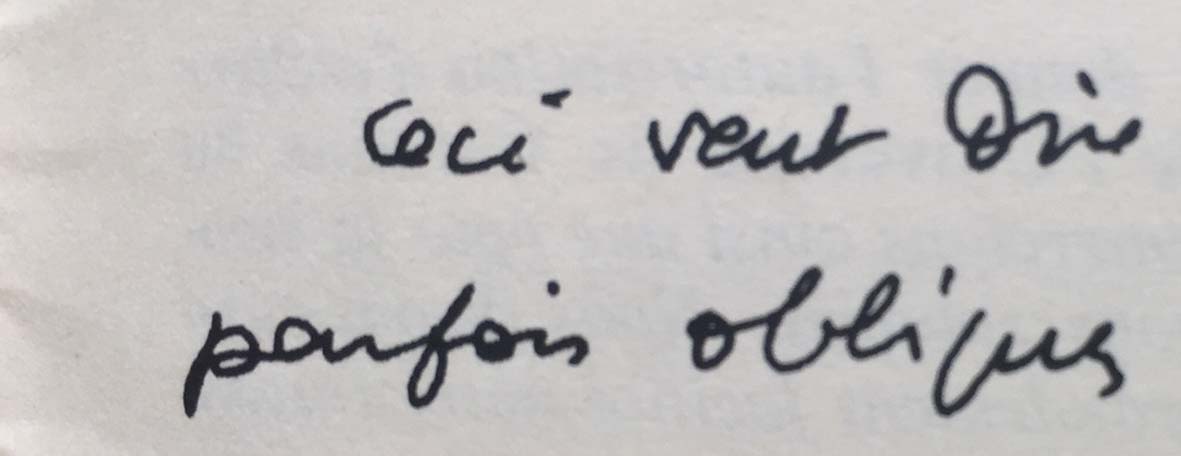 ceci veut dire
parfois obliques